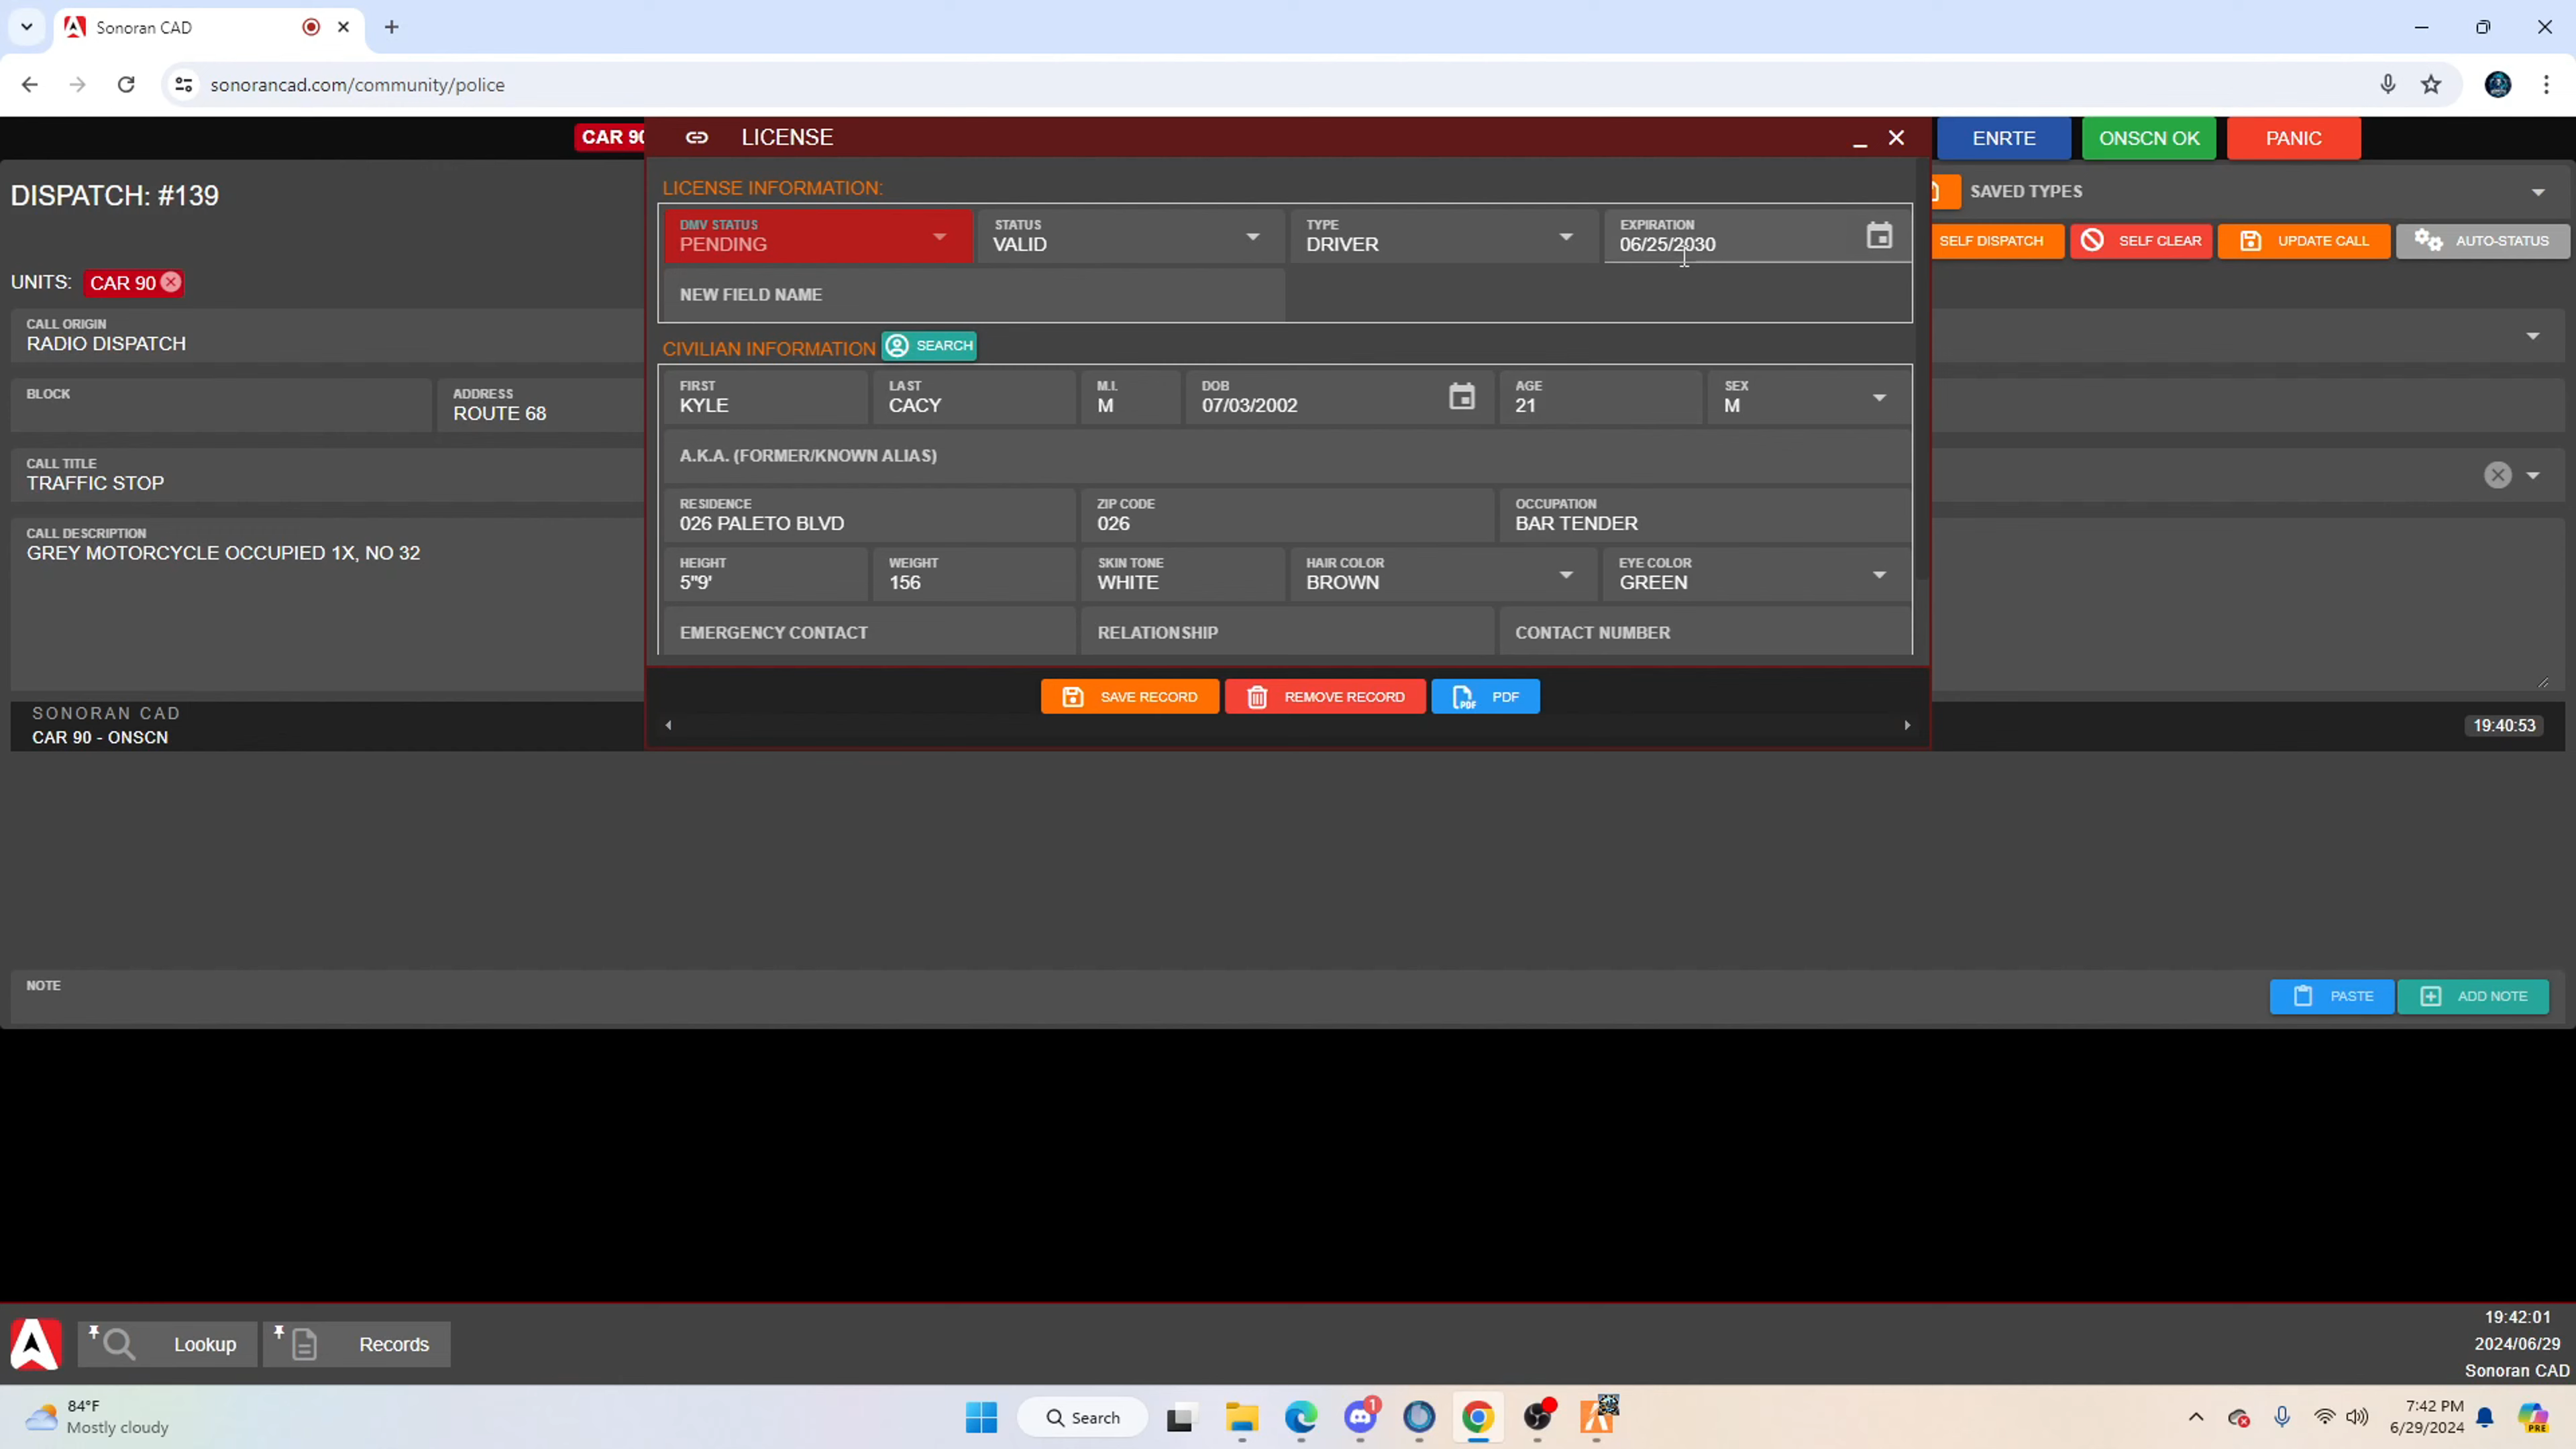 Sonoran CAD
sonorancad.com/community/police
CAR 90
LICENSE
ENRTE
ONSCN OK
PANIC
DISPATCH: #139
LICENSE INFORMATION:
SAVED TYPES
DMV STATUS
PENDING
STATUS
VALID
TYPE
DRIVER
EXPIRATION
06/25/2030
SELF DISPATCH
SELF CLEAR
UPDATE CALL
AUTO-STATUS
UNITS: CAR 90
NEW FIELD NAME
CALL ORIGIN
RADIO DISPATCH
CIVILIAN INFORMATION
SEARCH
BLOCK
ADDRESS
ROUTE 68
FIRST
KYLE
LAST
CACY
M.I.
M
DOB
07/03/2002
AGE
21
SEX
M
A.K.A. (FORMER/KNOWN ALIAS)
CALL TITLE
TRAFFIC STOP
RESIDENCE
026 PALETO BLVD
ZIP CODE
026
OCCUPATION
BAR TENDER
CALL DESCRIPTION
GREY MOTORCYCLE OCCUPIED 1X, NO 32
HEIGHT
5"9'
WEIGHT
156
SKIN TONE
WHITE
HAIR COLOR
BROWN
EYE COLOR
GREEN
EMERGENCY CONTACT
RELATIONSHIP
CONTACT NUMBER
SAVE RECORD
REMOVE RECORD
PDF
SONORAN CAD
CAR 90 - ONSCN
19:40:53
NOTE
PASTE
ADD NOTE
Lookup
Records
19:42:01
2024/06/29
Sonoran CAD
84°F
Mostly cloudy
Search
1
7:42 PM
6/29/2024
PRE